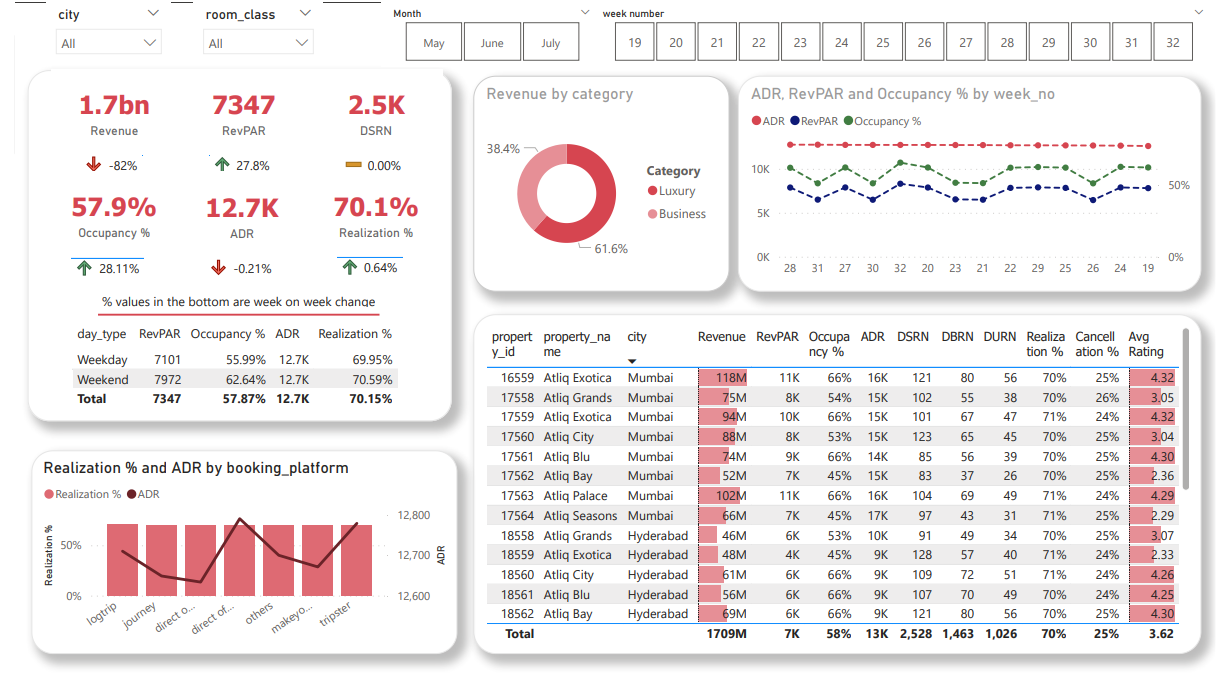 city
room_class
Month
week number
All
All
May June July
19 20 21 22 23 24 25 26 27 28 29 30 31 32
1.7bn 7347 2.5K
Revenue RevPAR DSRN
-82% 27.8% 0.00%
57.9% 12.7K 70.1%
Occupancy % ADR Realization %
28.11% -0.21% 0.64%
% values in the bottom are week on week change
day_type RevPAR Occupancy % ADR Realization %
Weekday 7101 55.99% 12.7K 69.95%
Weekend 7972 62.64% 12.7K 70.59%
Total 7347 57.87% 12.7K 70.15%
Revenue by category
38.4%
61.6%
Category
Luxury
Business
ADR, RevPAR and Occupancy % by week_no
ADR RevPAR Occupancy %
10K
5K
0K
50%
0%
28 31 27 30 32 20 23 21 22 29 25 26 24 19
Realization % and ADR by booking_platform
Realization % ADR
Realization %
50%
0%
12,800
12,700
12,600
ADR
logtrip journey direct o... direct of... others makeyo... tripster
propert property_na city Revenue RevPAR Occupa ADR DSRN DBRN DURN Realiza Cancell Avg
y_id me ncy % tion % ation % Rating
16559 Atliq Exotica Mumbai 118M 11K 66% 16K 121 80 56 70% 25% 4.32
17558 Atliq Grands Mumbai 75M 8K 54% 15K 102 55 38 70% 26% 3.05
17559 Atliq Exotica Mumbai 94M 10K 66% 15K 101 67 47 71% 24% 4.32
17560 Atliq City Mumbai 88M 8K 53% 15K 123 65 45 70% 25% 3.04
17561 Atliq Blu Mumbai 74M 9K 66% 14K 85 56 39 70% 25% 4.30
17562 Atliq Bay Mumbai 52M 7K 45% 15K 83 37 26 70% 25% 2.36
17563 Atliq Palace Mumbai 102M 11K 66% 16K 104 69 49 71% 24% 4.29
17564 Atliq Seasons Mumbai 66M 7K 45% 17K 97 43 31 71% 25% 2.29
18558 Atliq Grands Hyderabad 46M 6K 53% 10K 91 49 34 70% 25% 3.07
18559 Atliq Exotica Hyderabad 48M 4K 45% 9K 128 57 40 71% 24% 2.33
18560 Atliq City Hyderabad 61M 6K 66% 9K 109 72 51 71% 24% 4.26
18561 Atliq Blu Hyderabad 56M 6K 66% 9K 107 70 49 70% 24% 4.25
18562 Atliq Bay Hyderabad 69M 6K 66% 9K 121 80 56 70% 24% 4.30
Total 1709M 7K 58% 13K 2,528 1,463 1,026 70% 25% 3.62